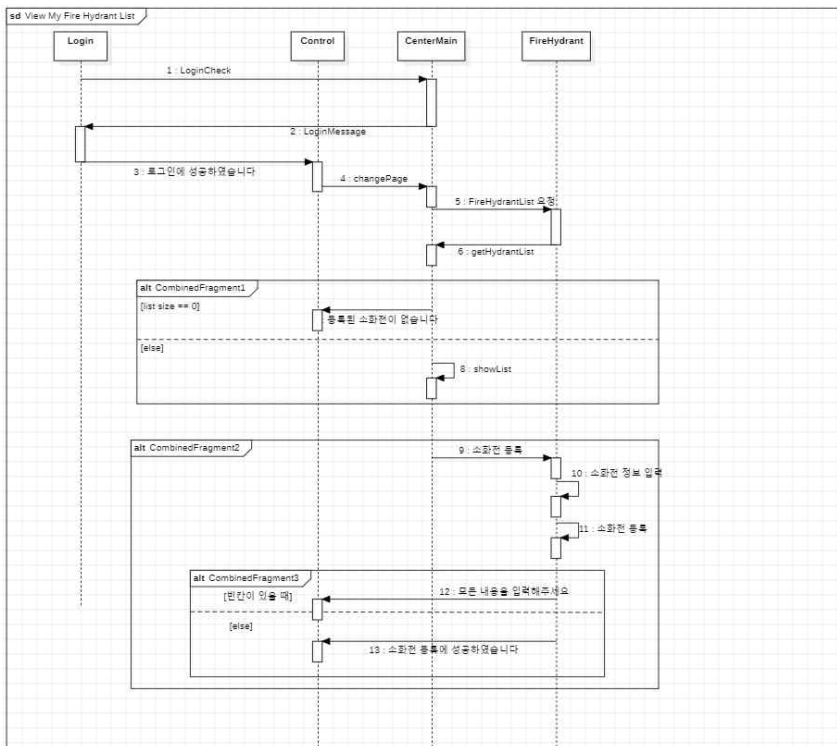 sd View My Fire Hydrant List
Login
Control
CenterMain
FireHydrant
1 : LoginCheck
2 : LoginMessage
3 : 로그인에 성공하였습니다
4 : changePage
5 : FireHydrantList 요청
6 : getHydrantList
alt CombinedFragment1
[list size == 0]
: 등록된 소화전이 없습니다
[else]
8 : showList
alt CombinedFragment2
9 : 소화전 등록
10 : 소화전 정보 입력
11 : 소화전 등록
alt CombinedFragment3
[빈칸이 있을 때]
12 : 모든 내용을 입력해주세요
[else]
13 : 소화전 등록에 성공하였습니다